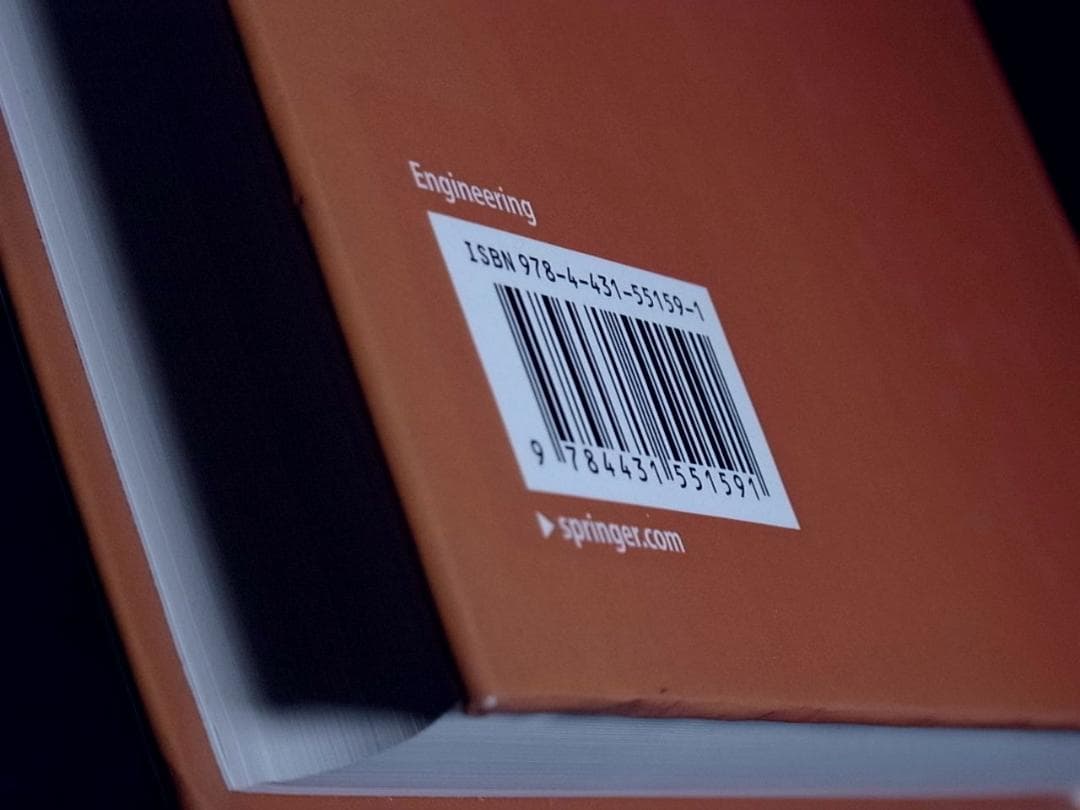 Engineering
ISBN 978-4-431-55159-1
9 784431 551591
springer.com